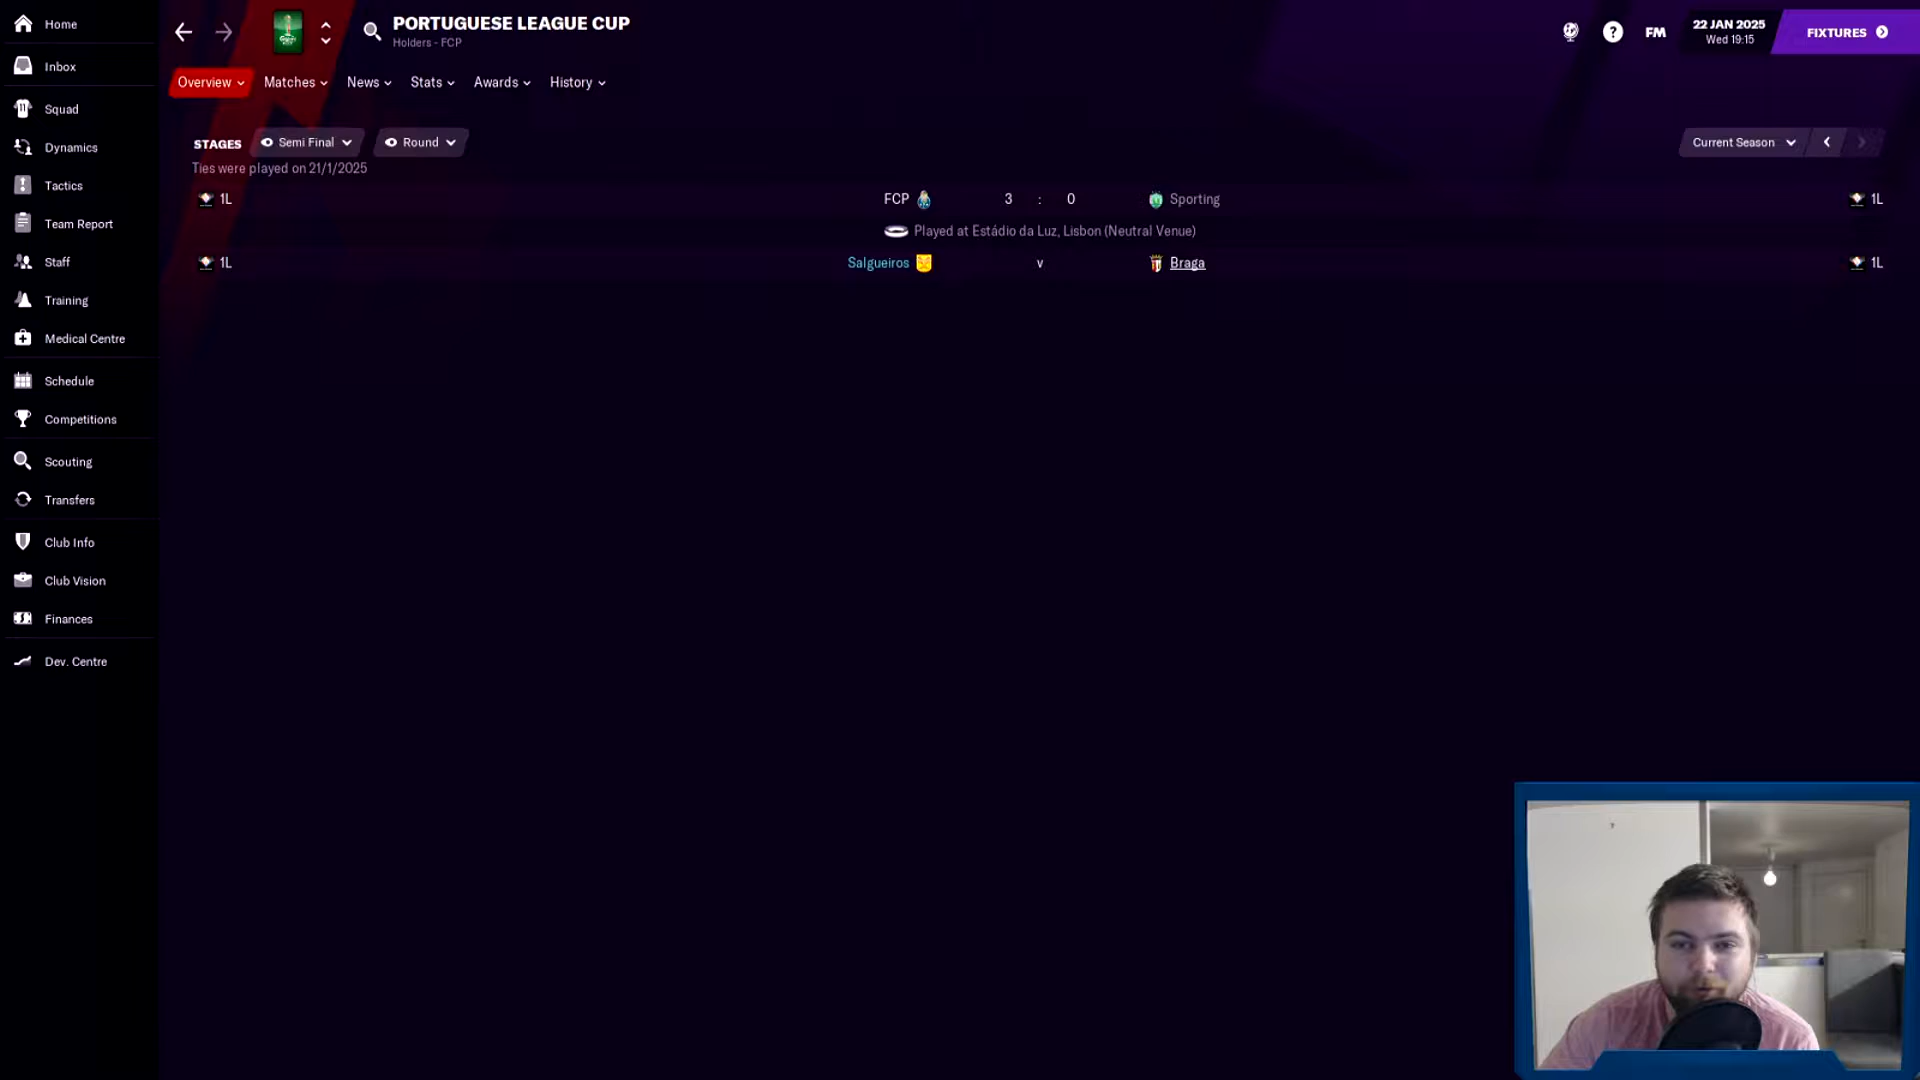 Home
Inbox
Squad
Dynamics
Tactics
Team Report
Staff
Training
Medical Centre
Schedule
Competitions
Scouting
Transfers
Club Info
Club Vision
Finances
Dev. Centre
PORTUGUESE LEAGUE CUP
Holders - FCP
FM
22 JAN 2025
Wed 19:15
FIXTURES
Overview Matches News Stats Awards History
STAGES Semi Final Round Current Season
Ties were played on 21/1/2025
1L FCP 3 : 0 Sporting 1L
Played at Estádio da Luz, Lisbon (Neutral Venue)
1L Salgueiros v Braga 1L